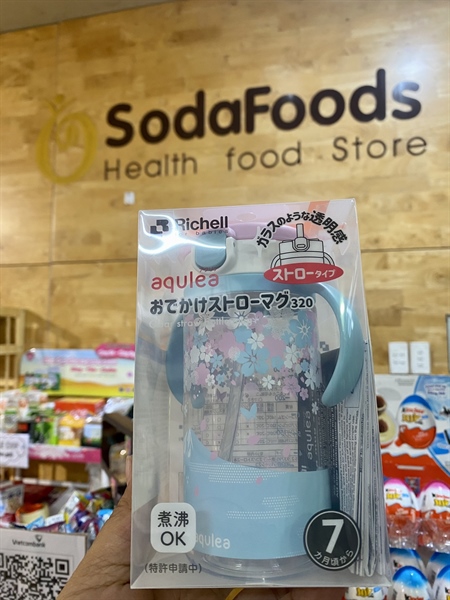 SodaFoods
Health food Store
Richell
ガラスのような透明感
ストロータイプ
aqulea
おでかけストローマグ320
煮沸
OK
(特許申請中)
aqulea
aqulea
7
カ月頃から
Vietcombank